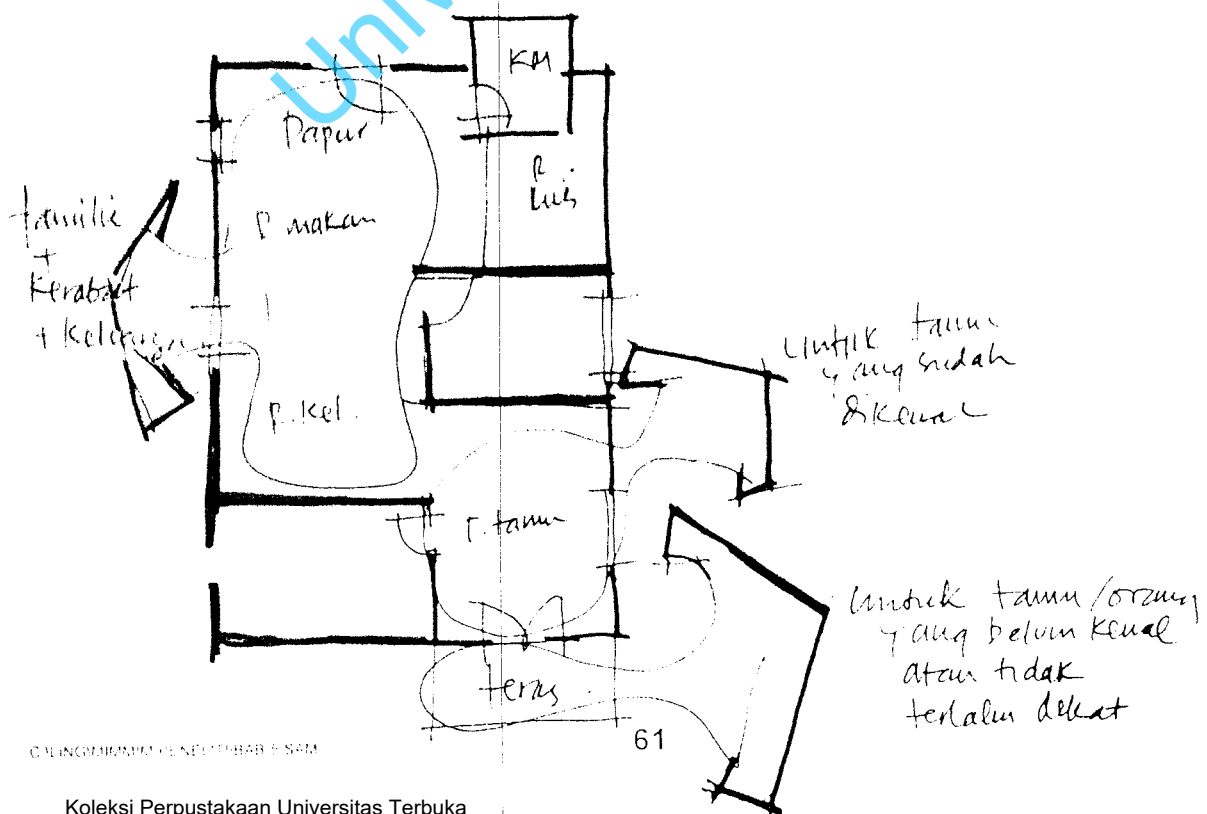 Univ
KM
Dapur
R.
familie
+
Kerabat
+ Keluarga
R. makan
R. Kel.
Untuk tamu
yang sudah
dikenal
r. tamu
Untuk tamu/orang
yang belum kenal
atau tidak
terlalu dekat
teras
61
Koleksi Perpustakaan Universitas Terbuka